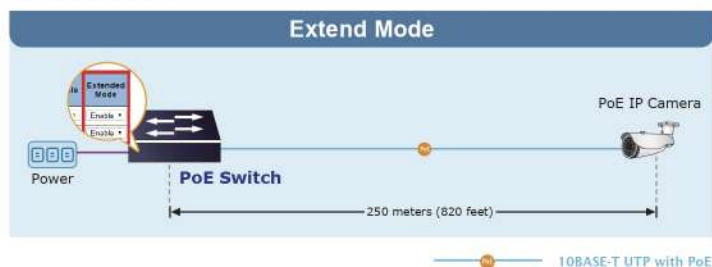 Extend Mode
Extended
Mode
Enable
Enable
PoE IP Camera
Power
PoE Switch
250 meters (820 feet)
10BASE-T UTP with PoE